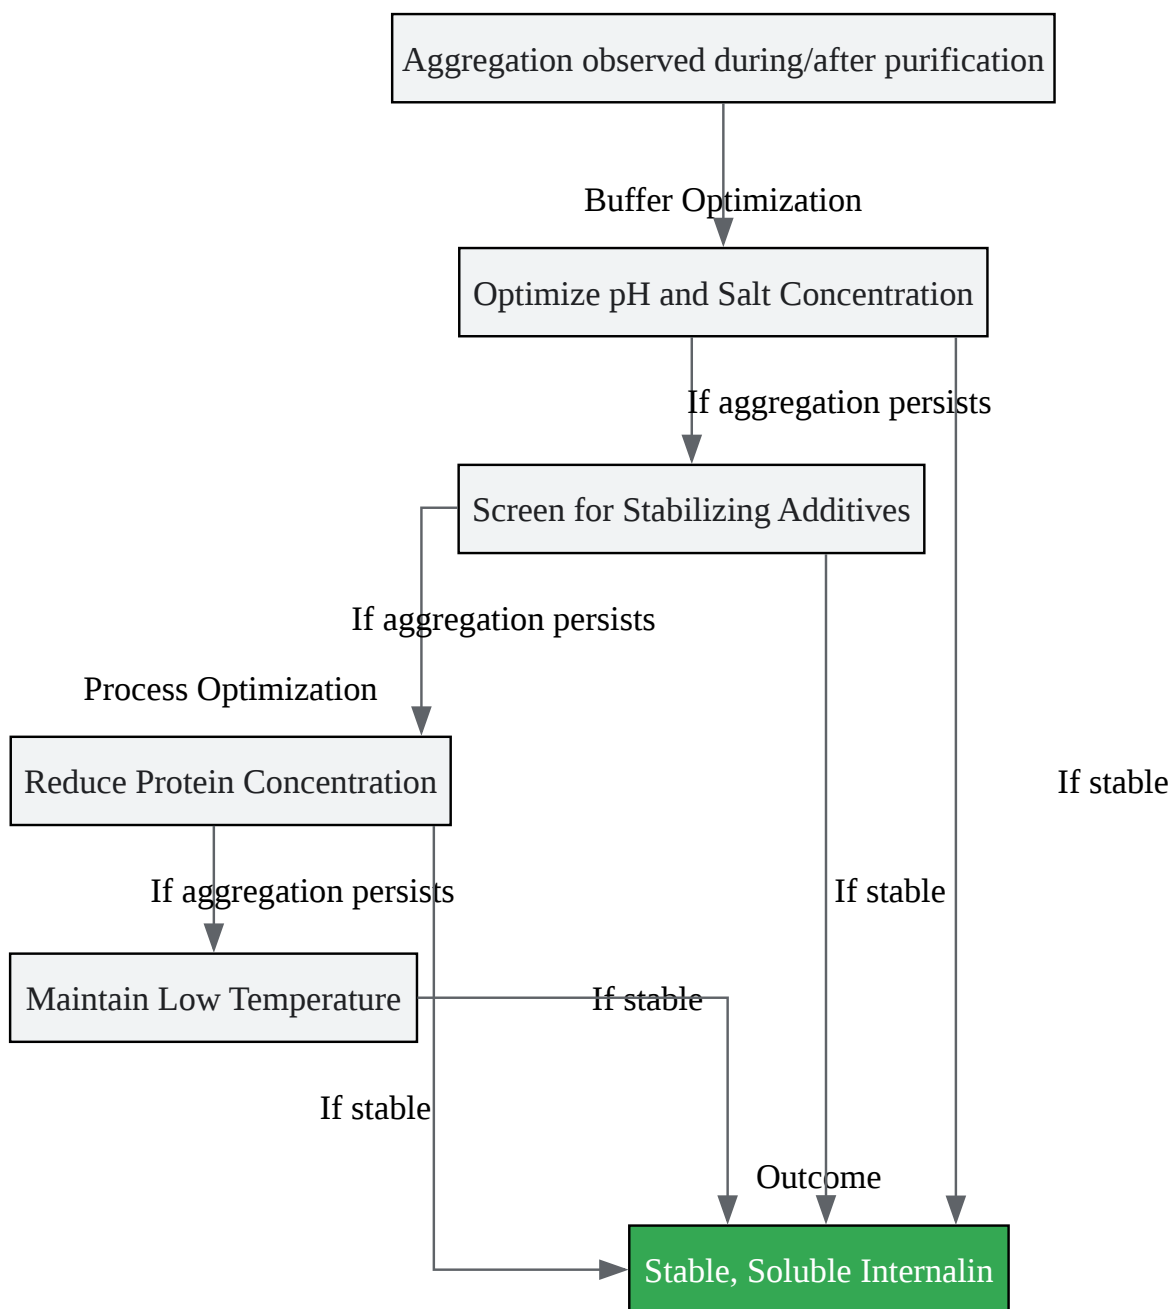 Aggregation observed during/after purification
Buffer Optimization
Optimize pH and Salt Concentration
If aggregation persists
Screen for Stabilizing Additives
If aggregation persists
Process Optimization
Reduce Protein Concentration
If stable
If aggregation persists
If stable
Maintain Low Temperature
If stable
If stable
Outcome
Stable, Soluble Internalin